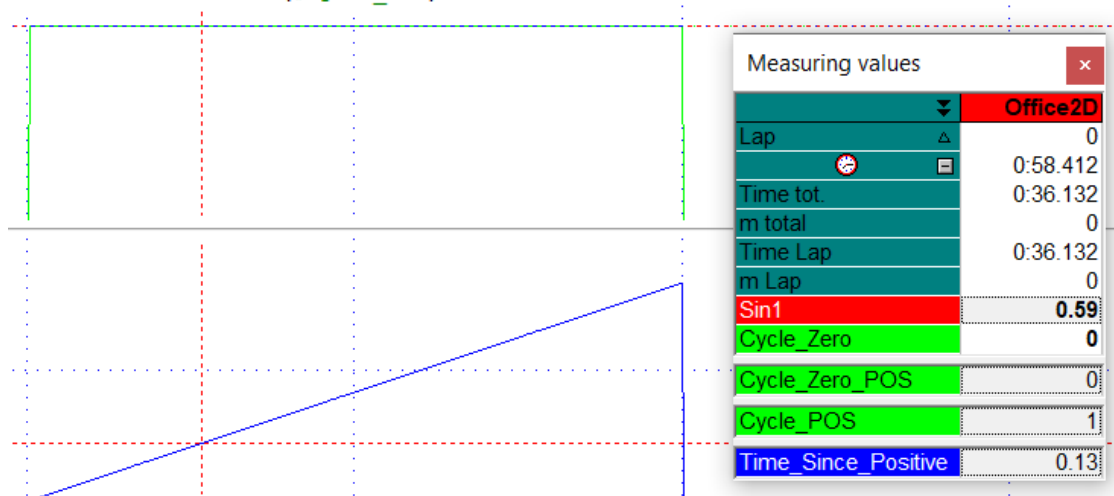 Measuring values
Office2D
Lap 0
0:58.412
Time tot. 0:36.132
m total 0
Time Lap 0:36.132
m Lap 0
Sin1 0.59
Cycle_Zero 0
Cycle_Zero_POS 0
Cycle_POS 1
Time_Since_Positive 0.13